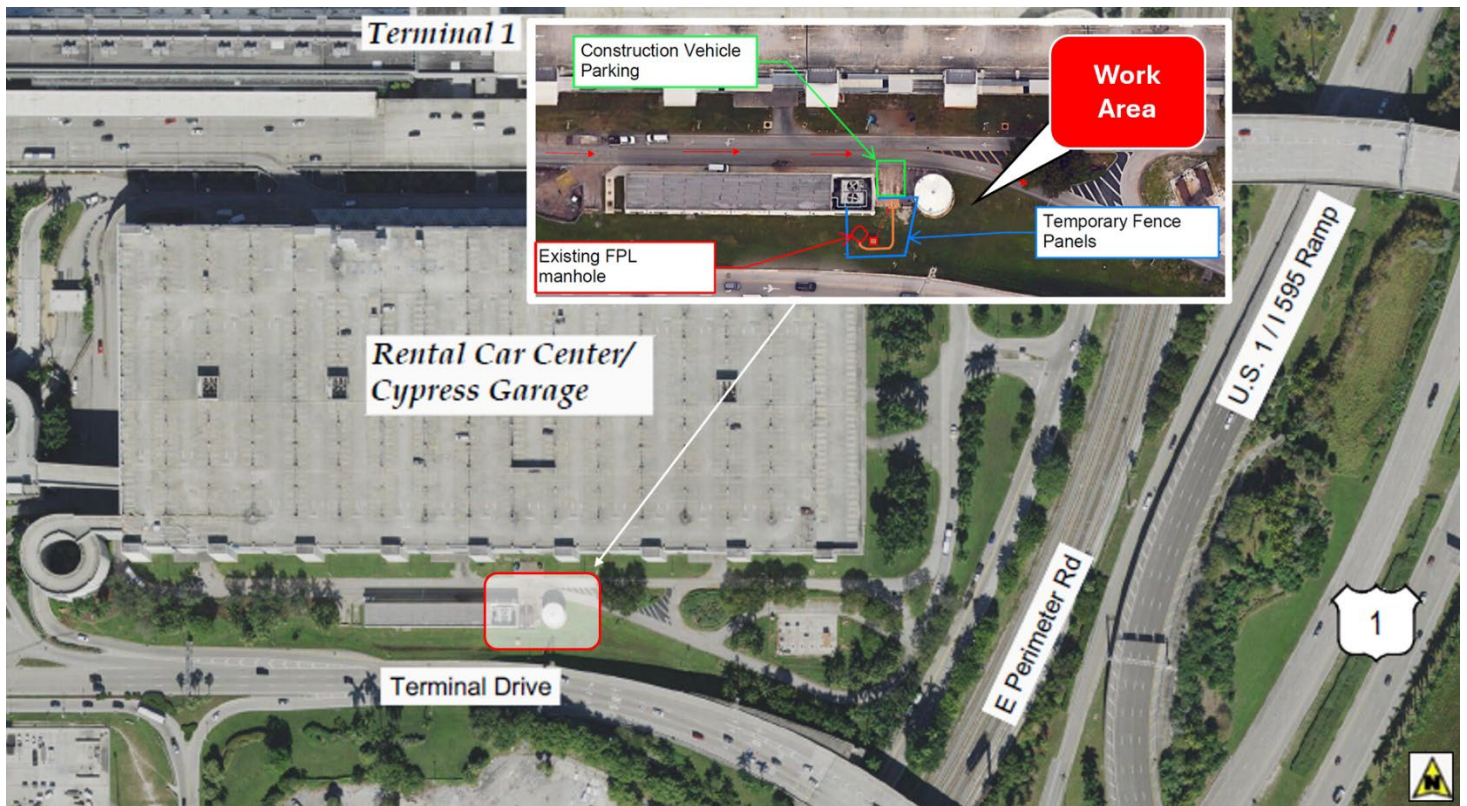 Terminal 1
Construction Vehicle
Parking
Work
Area
Existing FPL
manhole
Temporary Fence
Panels
Rental Car Center/
Cypress Garage
U.S. 1 / I 595 Ramp
E Perimeter Rd
1
Terminal Drive
N